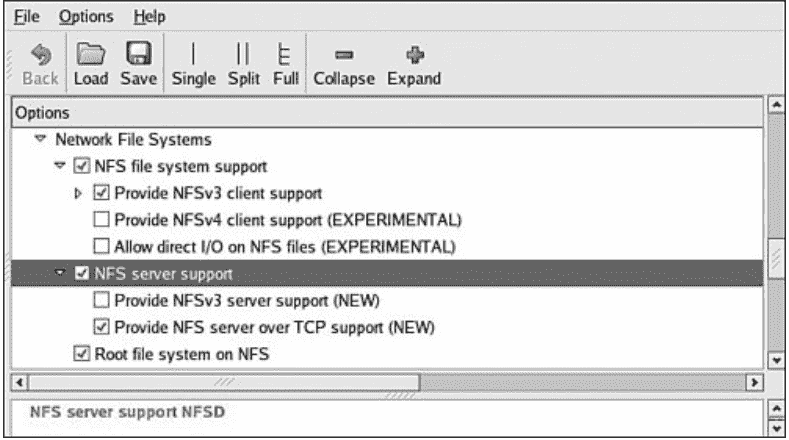 File Options Help
Back Load Save Single Split Full Collapse Expand
Options
Network File Systems
NFS file system support
Provide NFSv3 client support
Provide NFSv4 client support (EXPERIMENTAL)
Allow direct I/O on NFS files (EXPERIMENTAL)
NFS server support
Provide NFSv3 server support (NEW)
Provide NFS server over TCP support (NEW)
Root file system on NFS
NFS server support NFSD